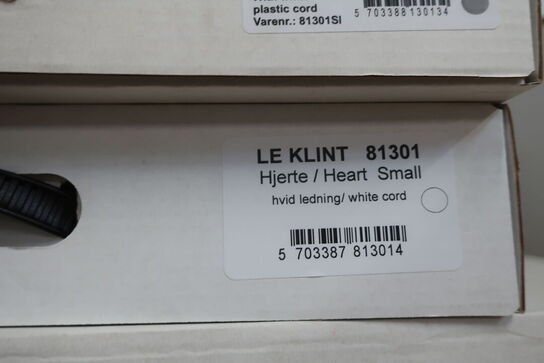 plastic cord
Varenr.: 81301SI
5 703388 130134
LE KLINT 81301
Hjerte / Heart Small
hvid ledning/ white cord
5 703387 813014